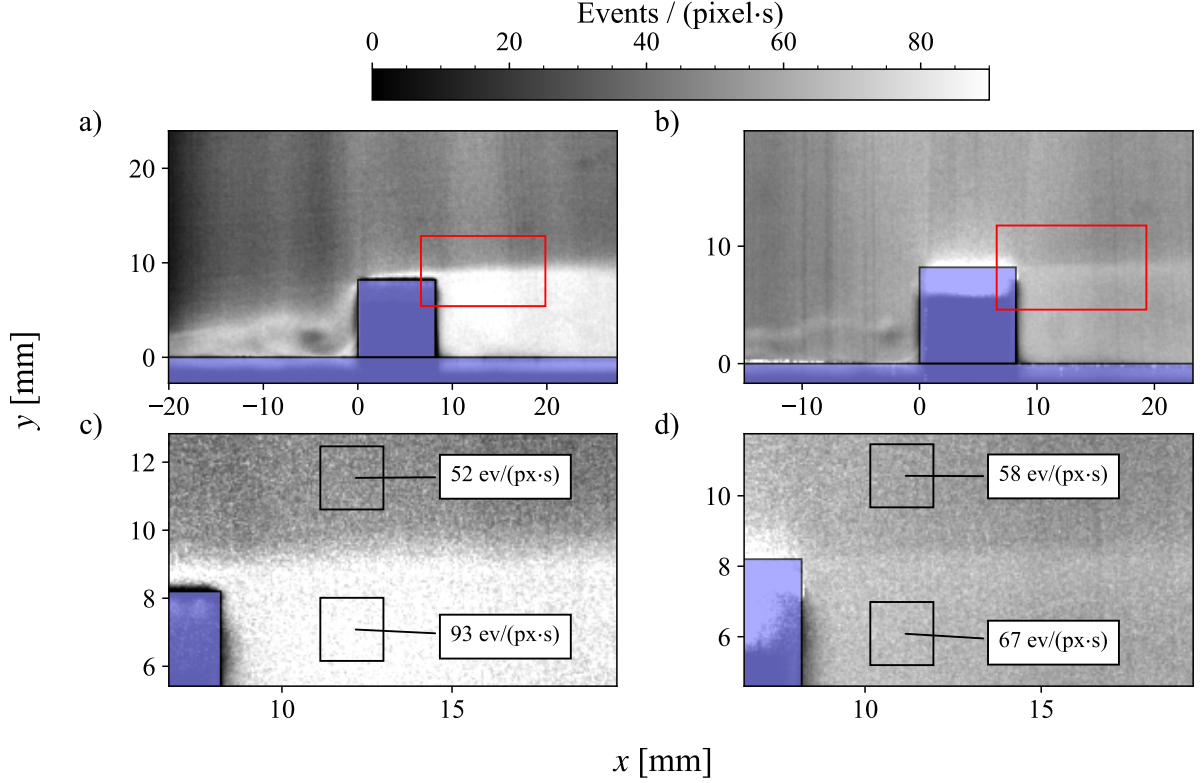 Events / (pixel·s)
0 20 40 60 80
a) b)
20
10
0
−20 −10 0 10 20
10
0
−10 0 10 20
c) d)
12
10
8
6
10 15
52 ev/(px·s)
93 ev/(px·s)
10
8
6
10 15
58 ev/(px·s)
67 ev/(px·s)
y [mm]
x [mm]